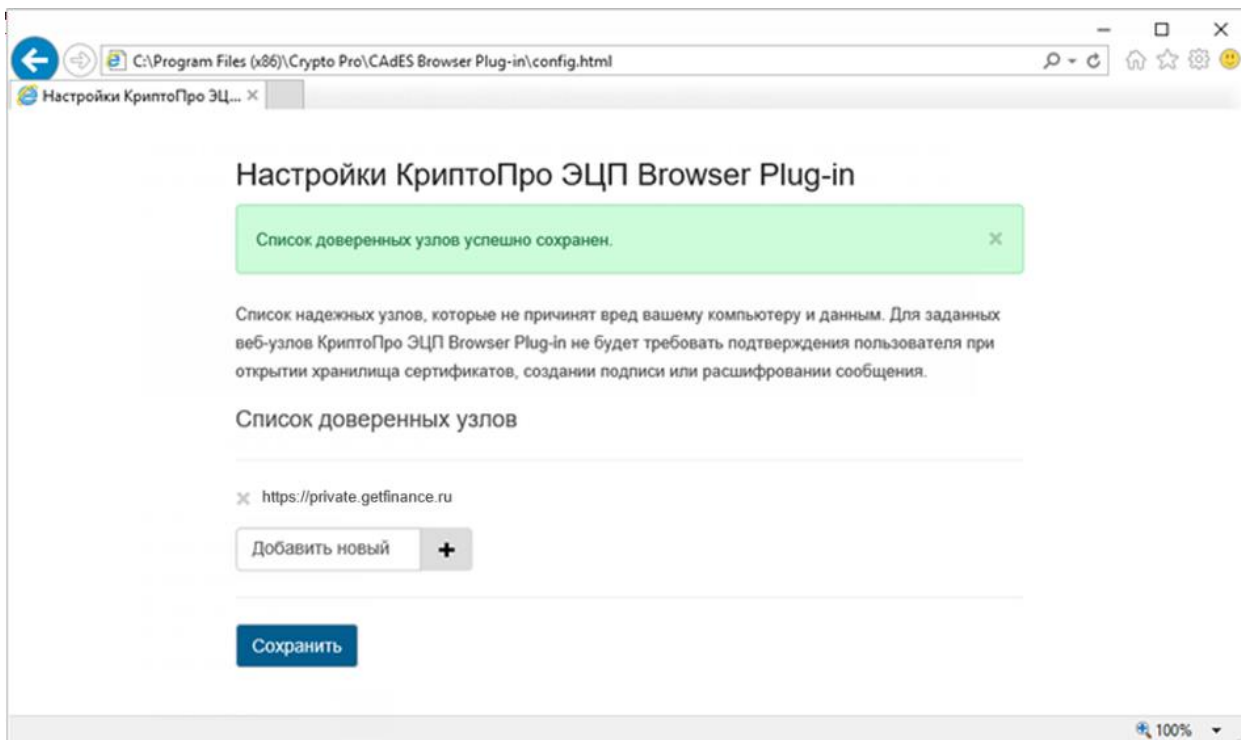 C:\Program Files (x86)\Crypto Pro\CAdES Browser Plug-in\config.html
Настройки КриптоПро ЭЦ...
Настройки КриптоПро ЭЦП Browser Plug-in
Список доверенных узлов успешно сохранен.
Список надежных узлов, которые не причинят вред вашему компьютеру и данным. Для заданных
веб-узлов КриптоПро ЭЦП Browser Plug-in не будет требовать подтверждения пользователя при
открытии хранилища сертификатов, создании подписи или расшифровании сообщения.
Список доверенных узлов
https://private.getfinance.ru
Добавить новый
Сохранить
100%